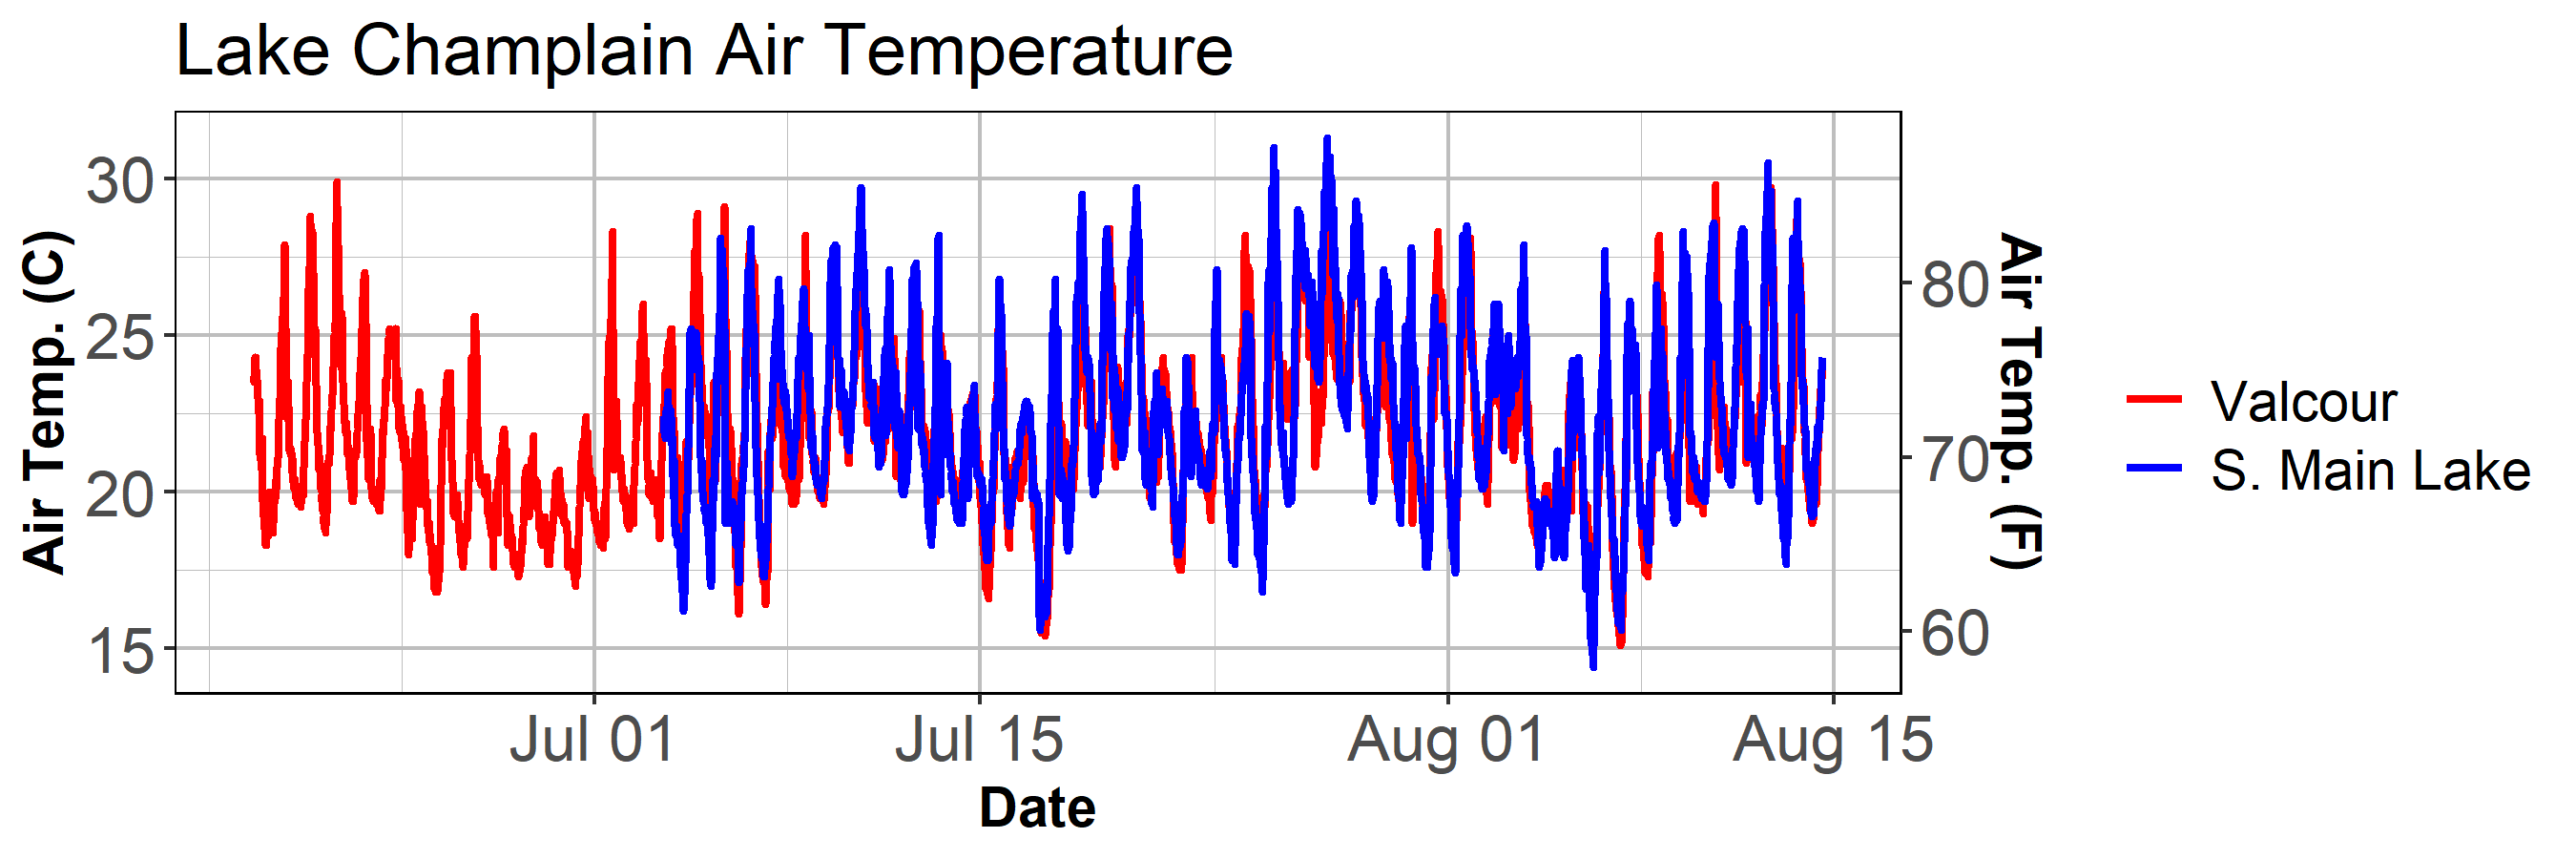 Lake Champlain Air Temperature
Air Temp. (C)
30
25
20
15
80
70
60
Air Temp. (F)
Jul 01
Jul 15
Aug 01
Aug 15
Date
Valcour
S. Main Lake